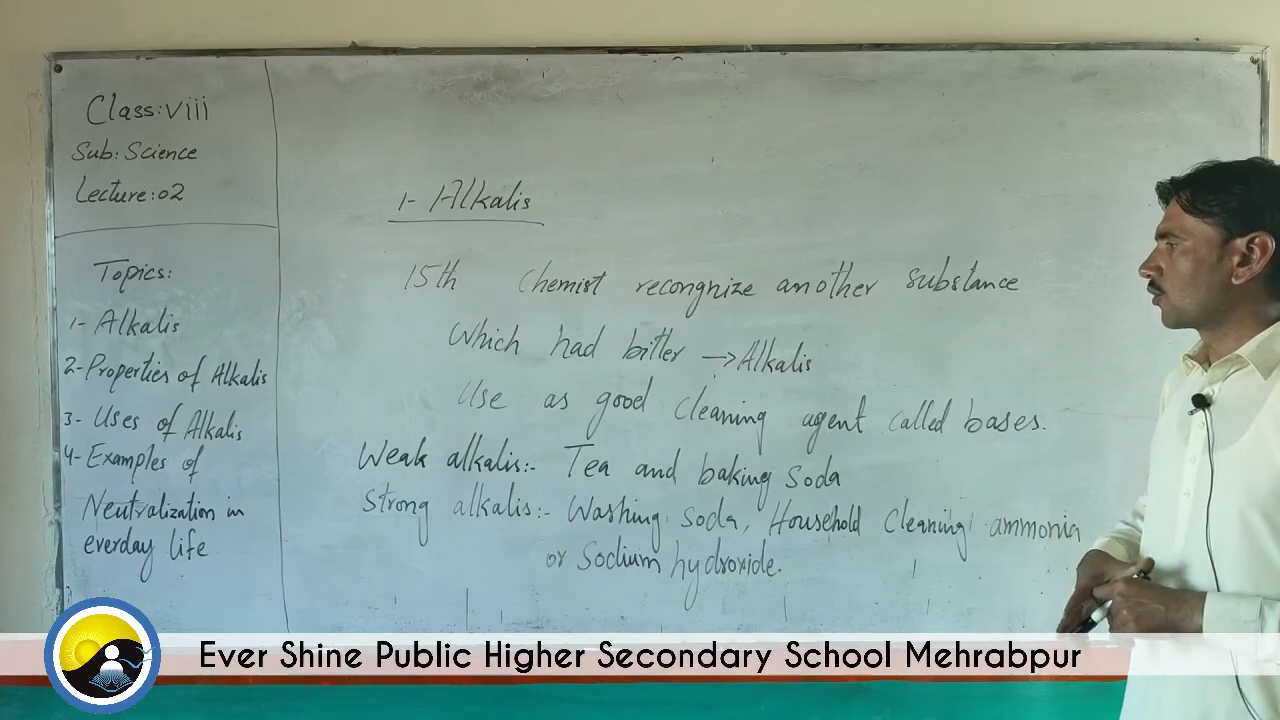 Class: viii
Sub: Science
Lecture: 02
Topics:
1- Alkalis
2- Properties of Alkalis
3- Uses of Alkalis
4- Examples of
Neutralization in
everday life
1- Alkalis
15th Chemist recongnize another substance
Which had bitter → Alkalis
Use as good cleaning agent called bases.
Weak alkalis:- Tea and baking Soda
Strong alkalis:- Washing Soda, Household Cleaning ammonia
or Sodium hydroxide.
Ever Shine Public Higher Secondary School Mehrabpur